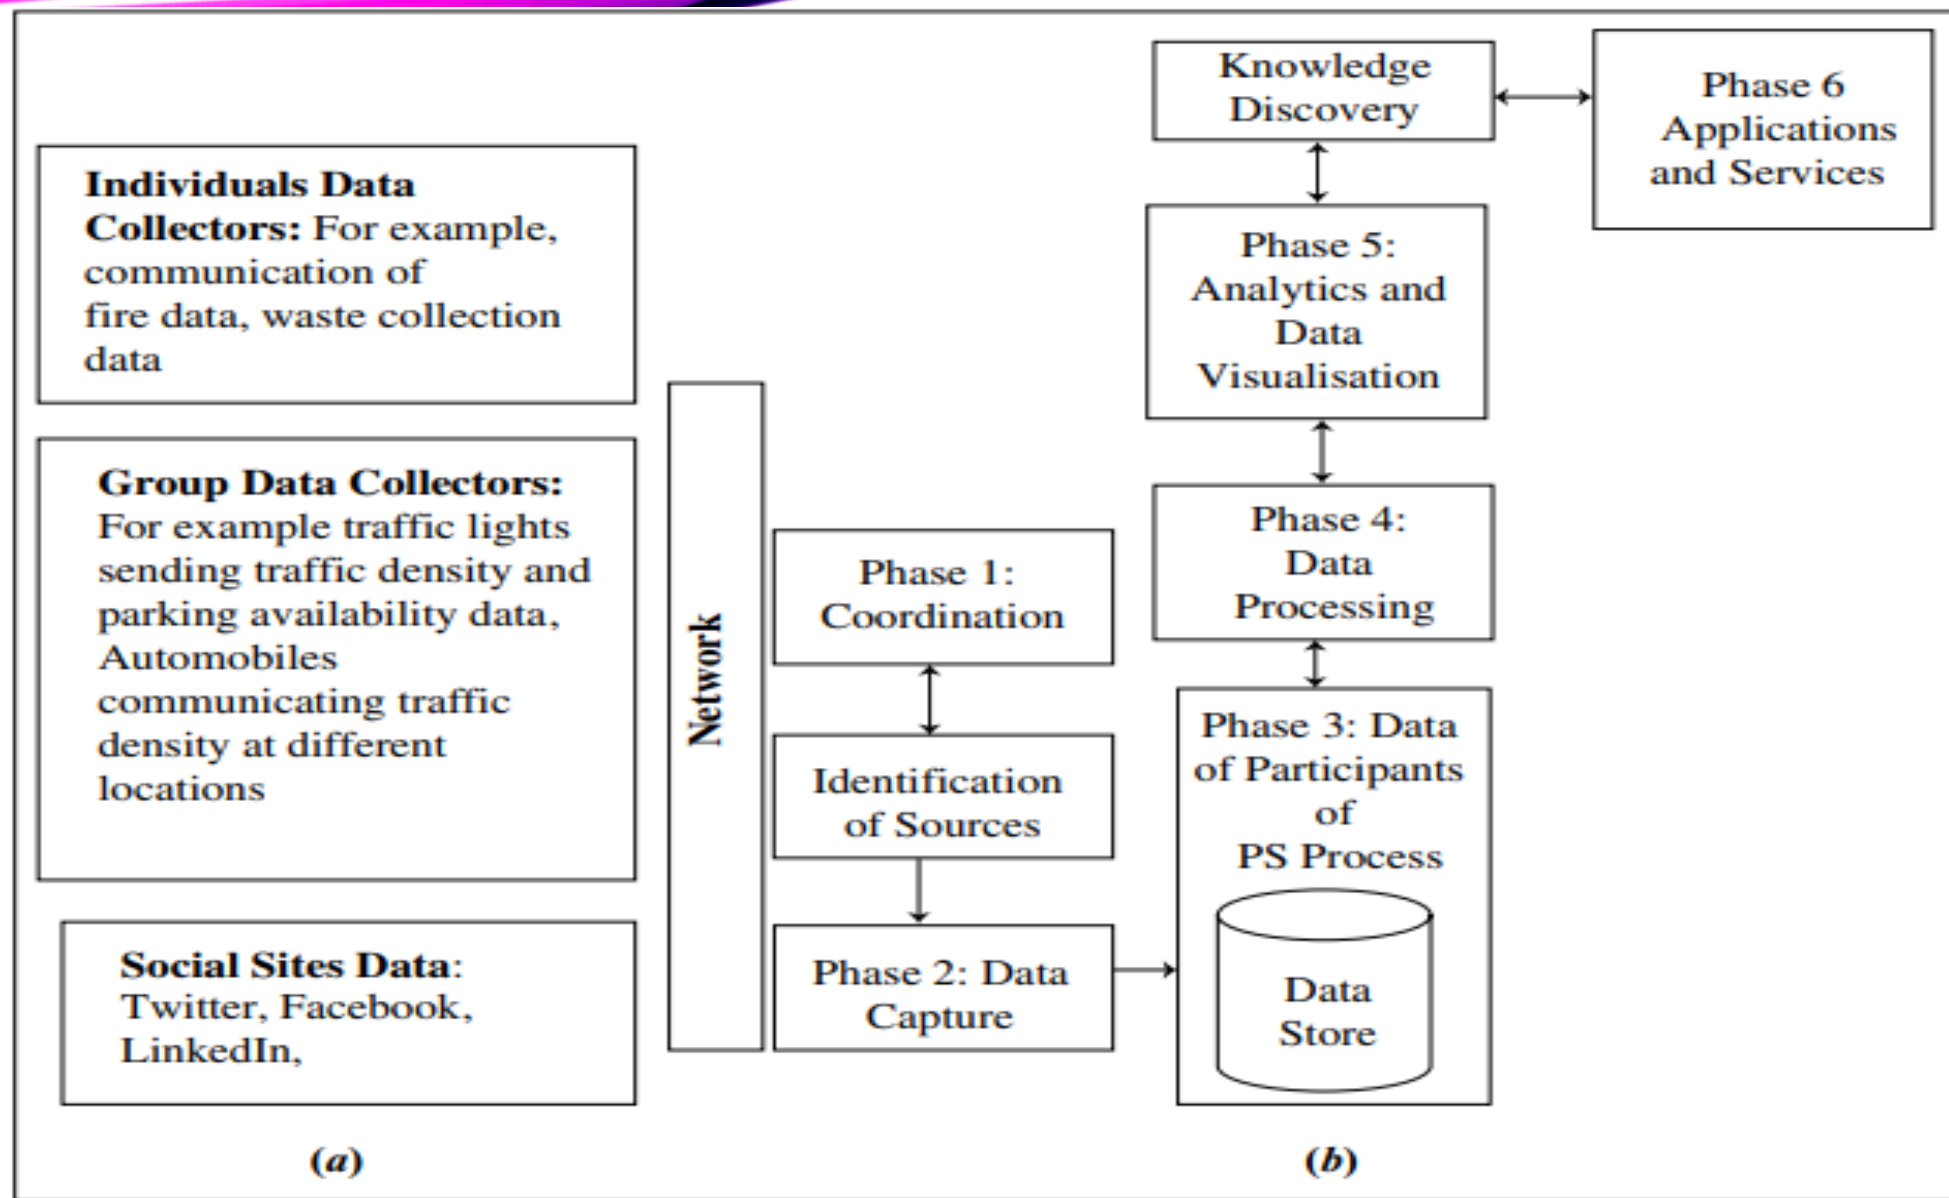 Individuals Data
Collectors: For example,
communication of
fire data, waste collection
data
Group Data Collectors:
For example traffic lights
sending traffic density and
parking availability data,
Automobiles
communicating traffic
density at different
locations
Social Sites Data:
Twitter, Facebook,
LinkedIn,
(a)
Network
Phase 1:
Coordination
Identification
of Sources
Phase 2: Data
Capture
Knowledge
Discovery
Phase 5:
Analytics and
Data
Visualisation
Phase 4:
Data
Processing
Phase 3: Data
of Participants
of
PS Process
Data
Store
Phase 6
Applications
and Services
(b)